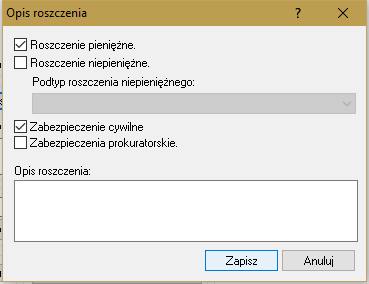 Opis roszczenia
Roszczenie pieniężne.
Roszczenie niepieniężne.
Podtyp roszczenia niepieniężnego:
Zabezpieczenie cywilne
Zabezpieczenia prokuratorskie.
Opis roszczenia:
Zapisz Anuluj